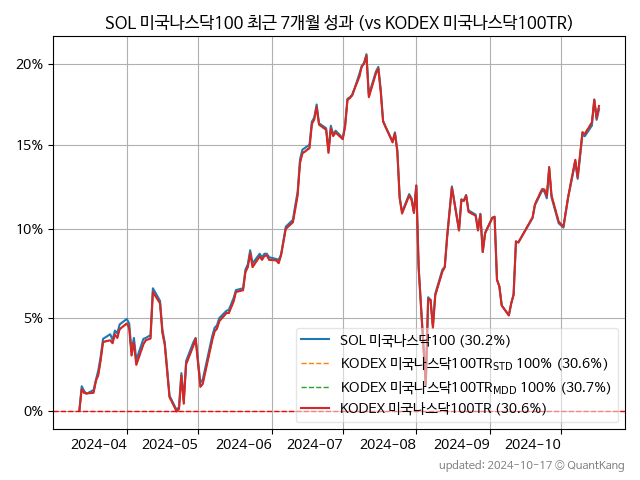 SOL 미국나스닥100 최근 7개월 성과 (vs KODEX 미국나스닥100TR)
20%
15%
10%
5%
0%
SOL 미국나스닥100 (30.2%)
KODEX 미국나스닥100TR_STD 100% (30.6%)
KODEX 미국나스닥100TR_MDD 100% (30.7%)
KODEX 미국나스닥100TR (30.6%)
2024-04 2024-05 2024-06 2024-07 2024-08 2024-09 2024-10
updated: 2024-10-17 © QuantKang